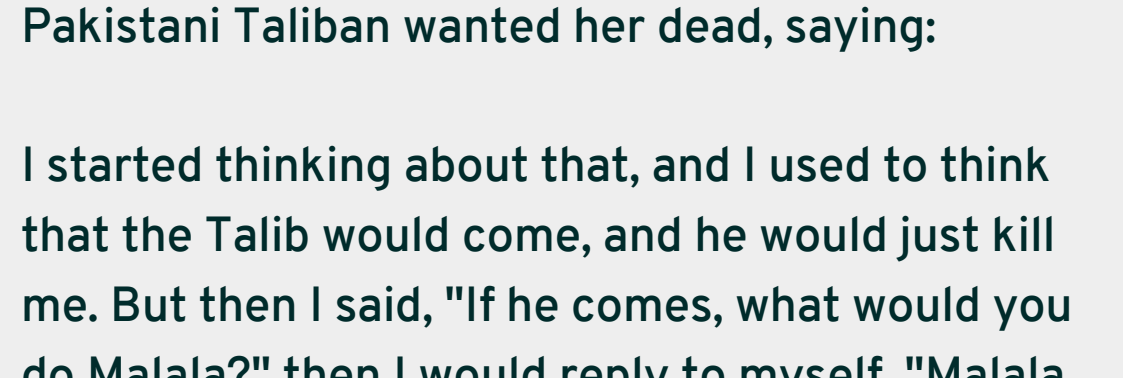 Pakistani Taliban wanted her dead, saying:
I started thinking about that, and I used to think
that the Talib would come, and he would just kill
me. But then I said, "If he comes, what would you
do Malala?" then I would reply to myself, "Malala,